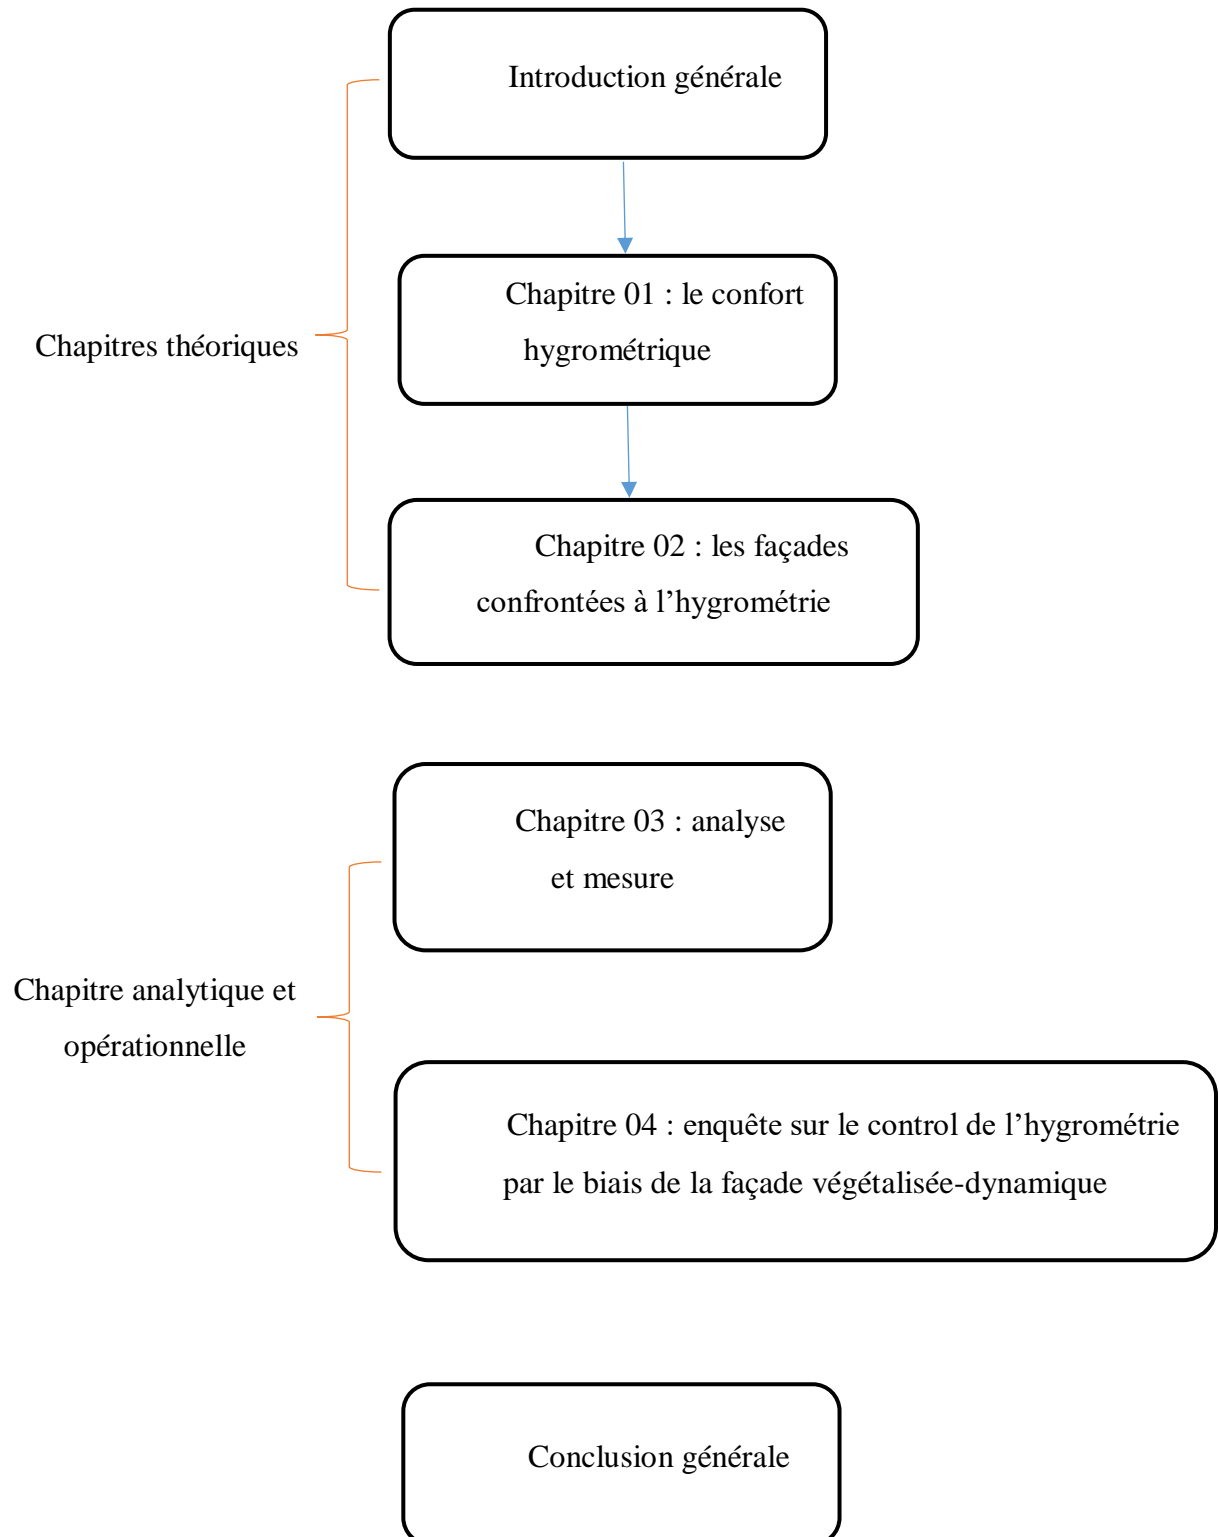 Introduction générale
Chapitre 01 : le confort
hygrométrique
Chapitres théoriques
Chapitre 02 : les façades
confrontées à l’hygrométrie
Chapitre 03 : analyse
et mesure
Chapitre analytique et
opérationnelle
Chapitre 04 : enquête sur le control de l’hygrométrie
par le biais de la façade végétalisée-dynamique
Conclusion générale